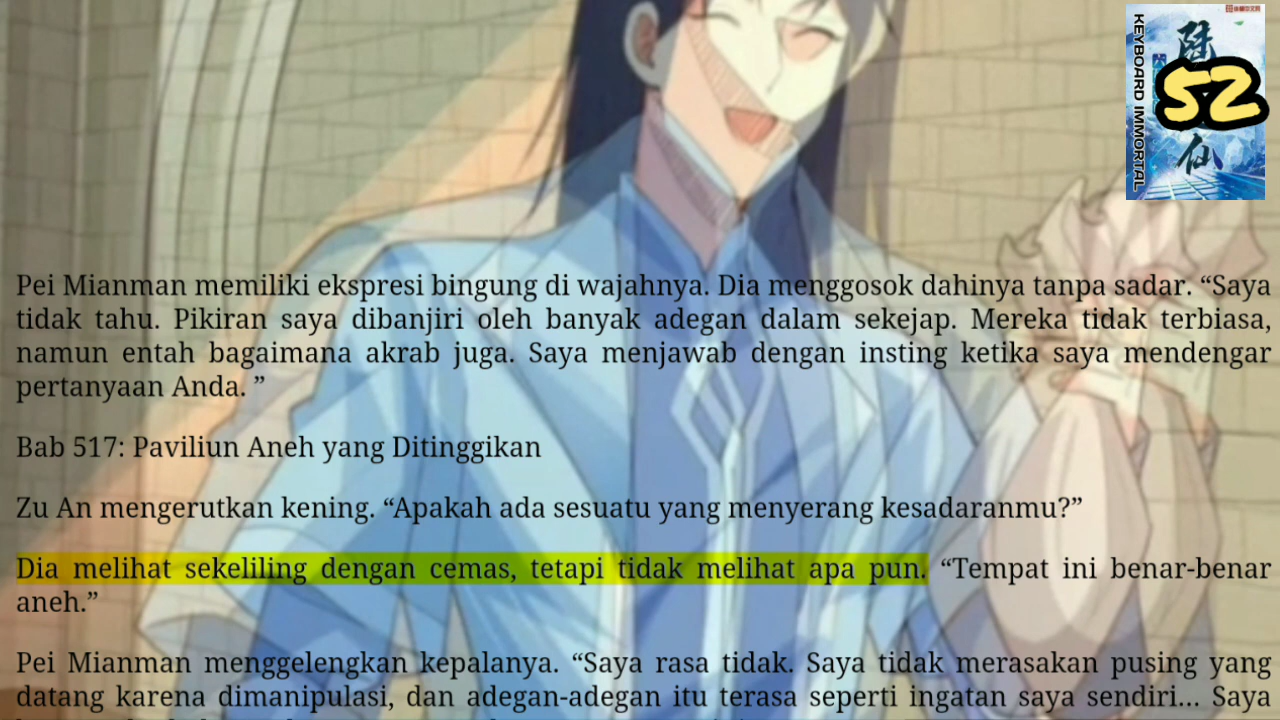 KEYBOARD IMMORTAL
陆
仙
52
Pei Mianman memiliki ekspresi bingung di wajahnya. Dia menggosok dahinya tanpa sadar. “Saya
tidak tahu. Pikiran saya dibanjiri oleh banyak adegan dalam sekejap. Mereka tidak terbiasa,
namun entah bagaimana akrab juga. Saya menjawab dengan insting ketika saya mendengar
pertanyaan Anda. ”
Bab 517: Paviliun Aneh yang Ditinggikan
Zu An mengerutkan kening. “Apakah ada sesuatu yang menyerang kesadaranmu?”
Dia melihat sekeliling dengan cemas, tetapi tidak melihat apa pun. “Tempat ini benar-benar
aneh.”
Pei Mianman menggelengkan kepalanya. “Saya rasa tidak. Saya tidak merasakan pusing yang
datang karena dimanipulasi, dan adegan-adegan itu terasa seperti ingatan saya sendiri... Saya